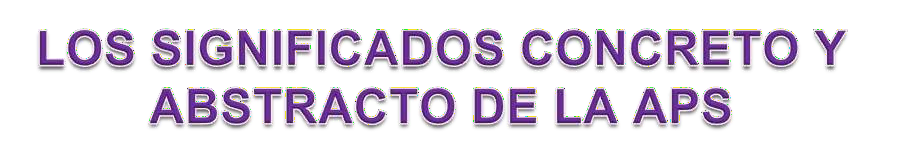 LOS SIGNIFICADOS CONCRETO Y
ABSTRACTO DE LA APS